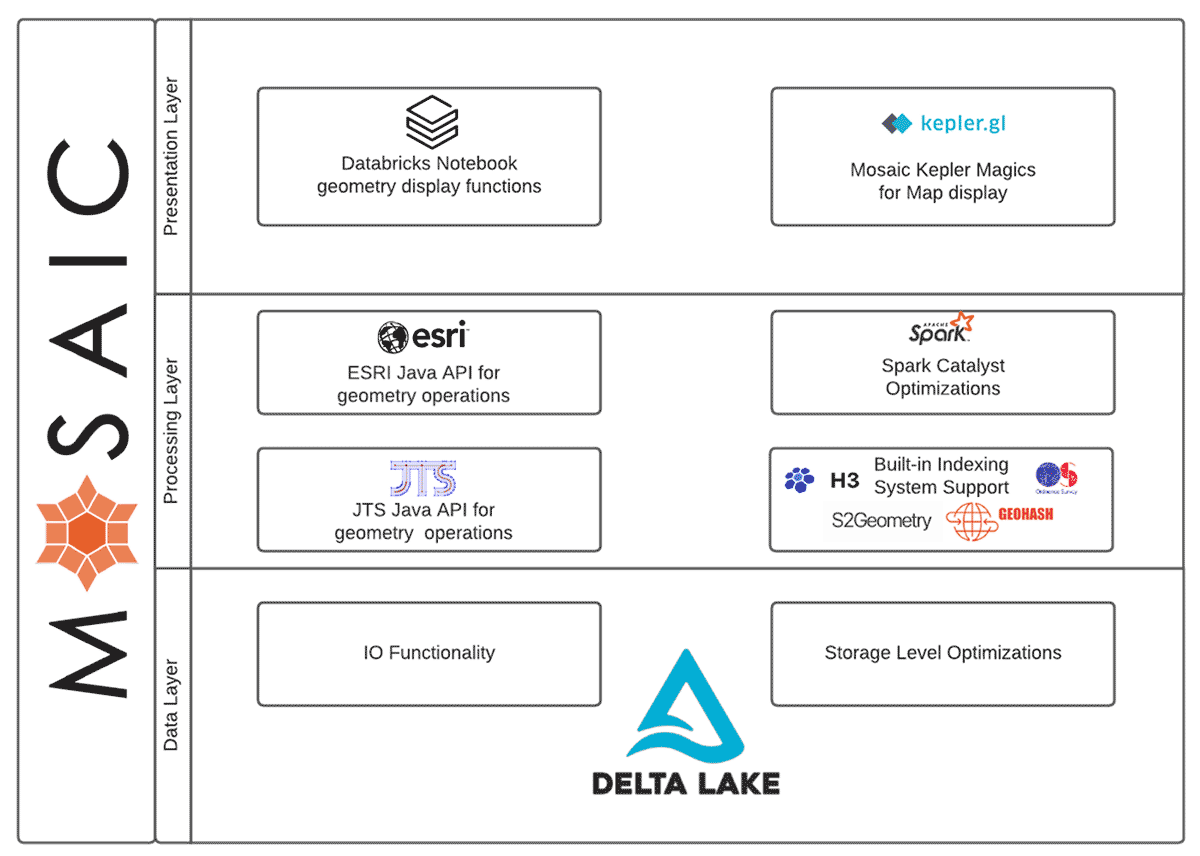 MOSAIC
Presentation Layer
Databricks Notebook
geometry display functions
kepler.gl
Mosaic Kepler Magics
for Map display
Processing Layer
esri
ESRI Java API for
geometry operations
APACHE
Spark
Spark Catalyst
Optimizations
JTS
JTS Java API for
geometry operations
H3
Built-in Indexing
System Support
OS
Ordnance Survey
S2Geometry
GEOHASH
Data Layer
IO Functionality
Storage Level Optimizations
DELTA LAKE